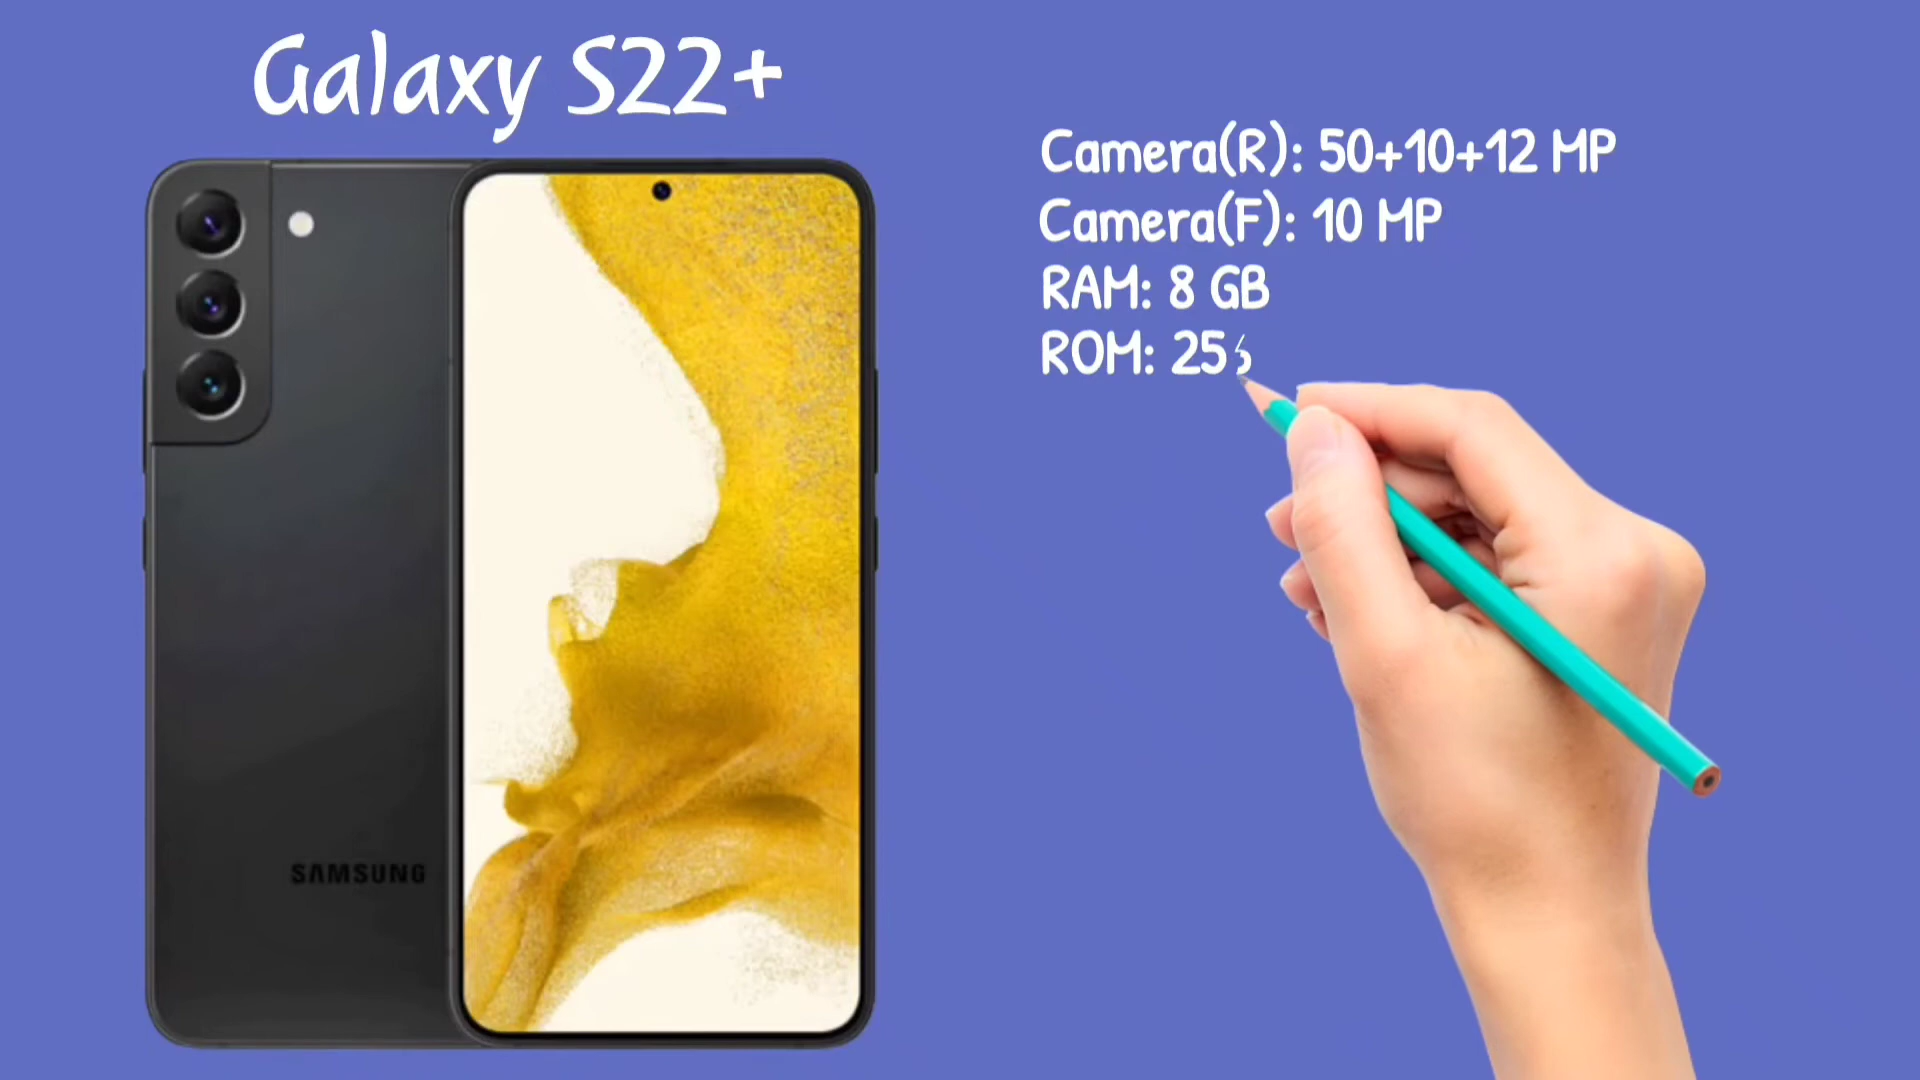 Galaxy S22+
Camera(R): 50+10+12 MP
Camera(F): 10 MP
RAM: 8 GB
ROM: 25
SAMSUNG